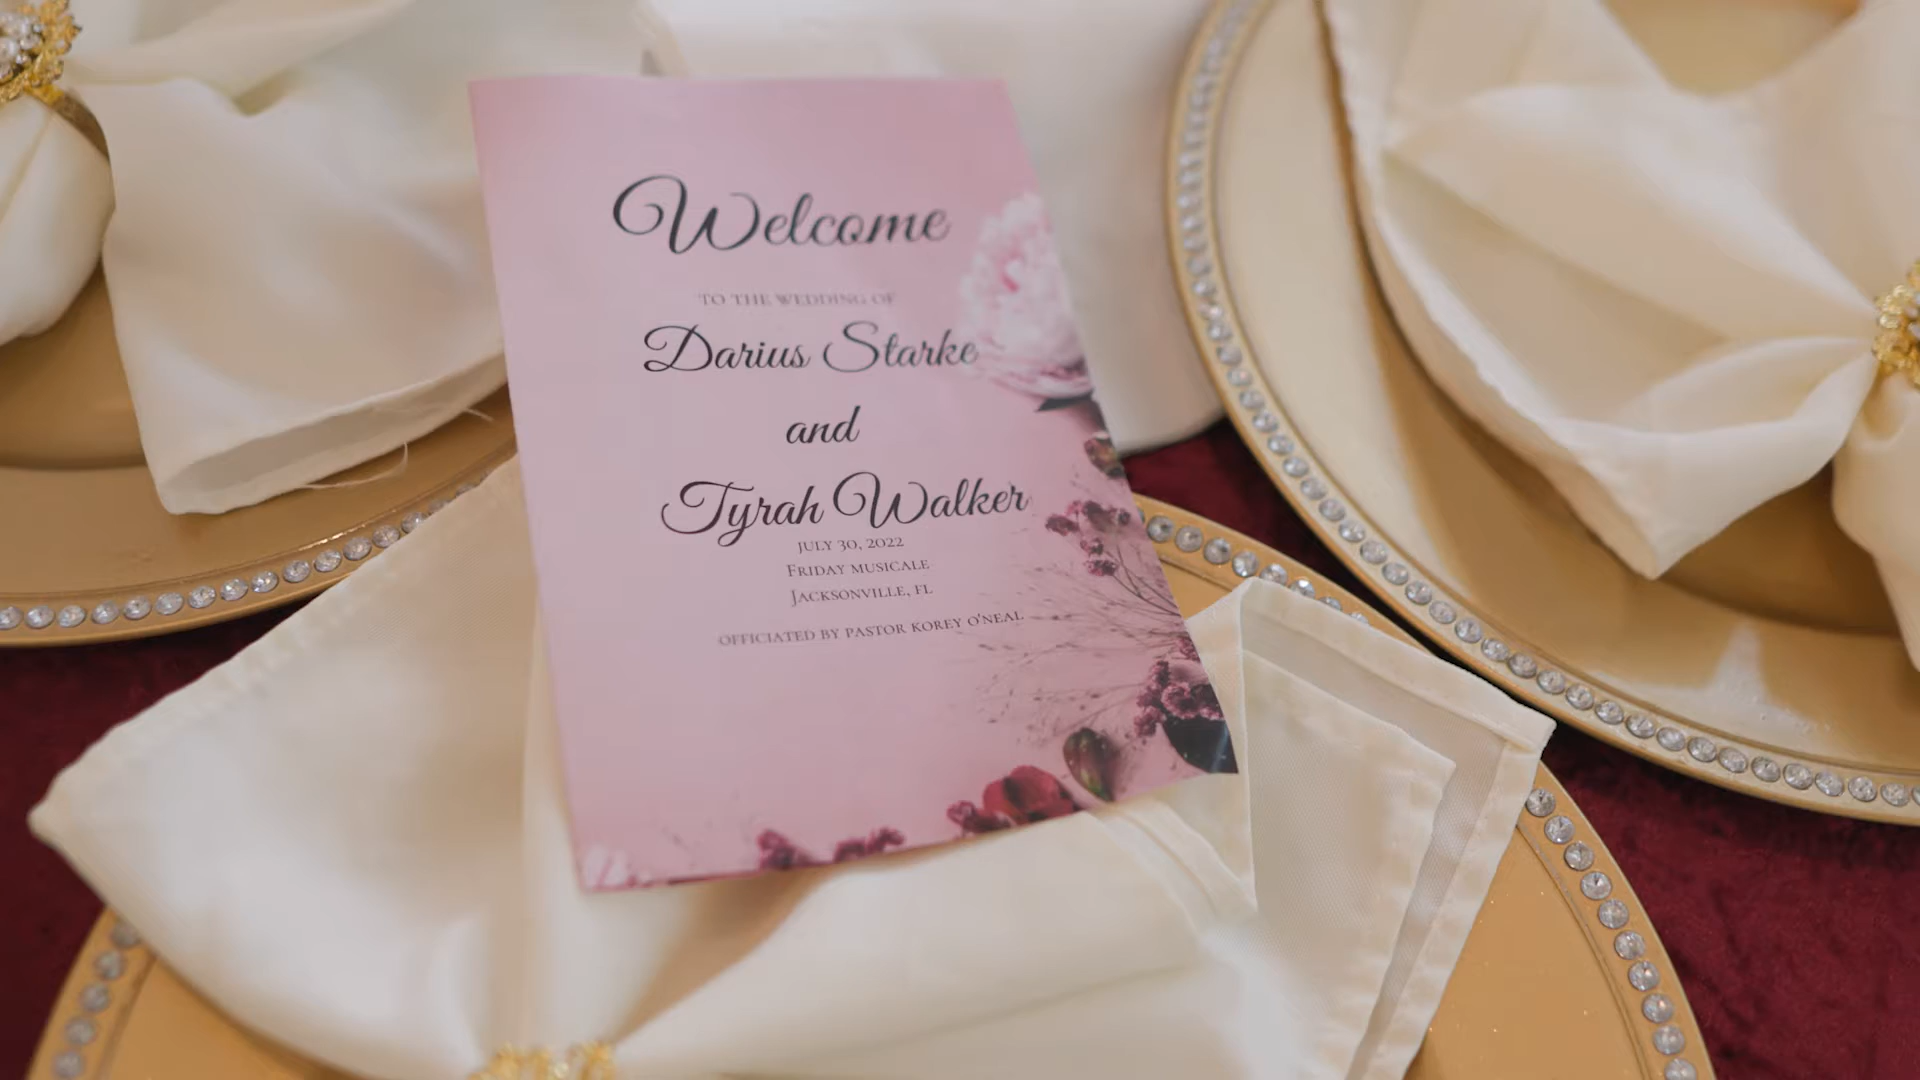 Welcome
TO THE WEDDING OF
Darius Starke
and
Tyrah Walker
JULY 30, 2022
FRIDAY MUSICALE
JACKSONVILLE, FL
OFFICIATED BY PASTOR KOREY O'NEAL